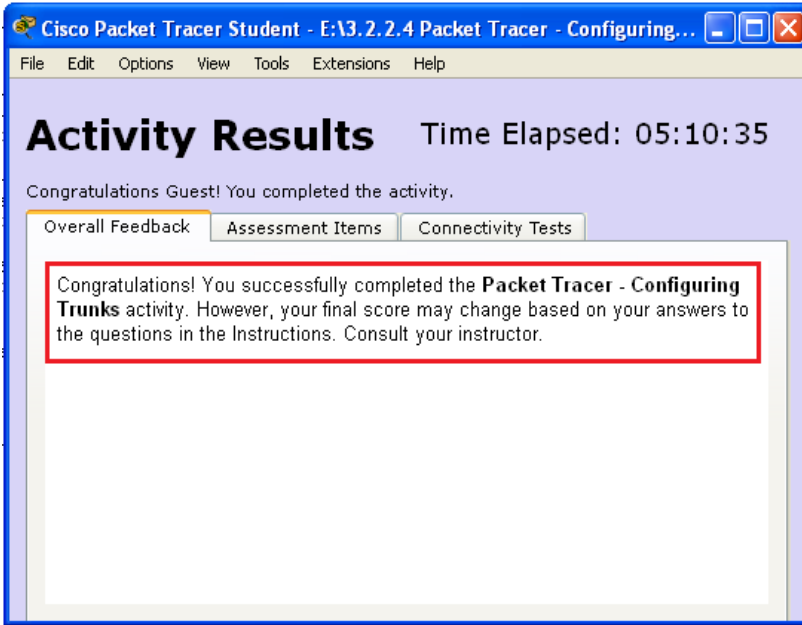 Cisco Packet Tracer Student - E:\3.2.2.4 Packet Tracer - Configuring...
File Edit Options View Tools Extensions Help
Activity Results Time Elapsed: 05:10:35
Congratulations Guest! You completed the activity.
Overall Feedback Assessment Items Connectivity Tests
Congratulations! You successfully completed the Packet Tracer - Configuring
Trunks activity. However, your final score may change based on your answers to
the questions in the Instructions. Consult your instructor.